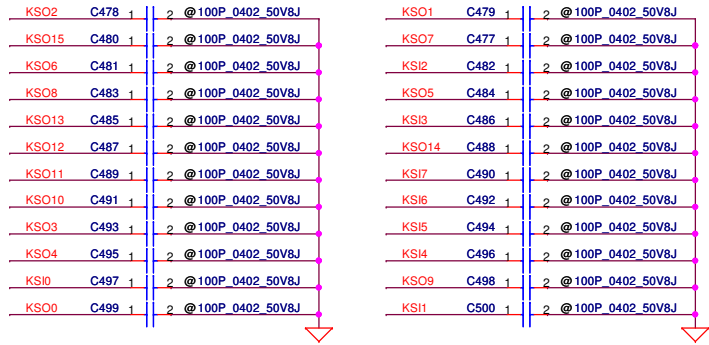 KSO2 C478 1 2 @100P_0402_50V8J KSO1 C479 1 2 @100P_0402_50V8J
KSO15 C480 1 2 @100P_0402_50V8J KSO7 C477 1 2 @100P_0402_50V8J
KSO6 C481 1 2 @100P_0402_50V8J KSI2 C482 1 2 @100P_0402_50V8J
KSO8 C483 1 2 @100P_0402_50V8J KSO5 C484 1 2 @100P_0402_50V8J
KSO13 C485 1 2 @100P_0402_50V8J KSI3 C486 1 2 @100P_0402_50V8J
KSO12 C487 1 2 @100P_0402_50V8J KSO14 C488 1 2 @100P_0402_50V8J
KSO11 C489 1 2 @100P_0402_50V8J KSI7 C490 1 2 @100P_0402_50V8J
KSO10 C491 1 2 @100P_0402_50V8J KSI6 C492 1 2 @100P_0402_50V8J
KSO3 C493 1 2 @100P_0402_50V8J KSI5 C494 1 2 @100P_0402_50V8J
KSO4 C495 1 2 @100P_0402_50V8J KSI4 C496 1 2 @100P_0402_50V8J
KSI0 C497 1 2 @100P_0402_50V8J KSO9 C498 1 2 @100P_0402_50V8J
KSO0 C499 1 2 @100P_0402_50V8J KSI1 C500 1 2 @100P_0402_50V8J